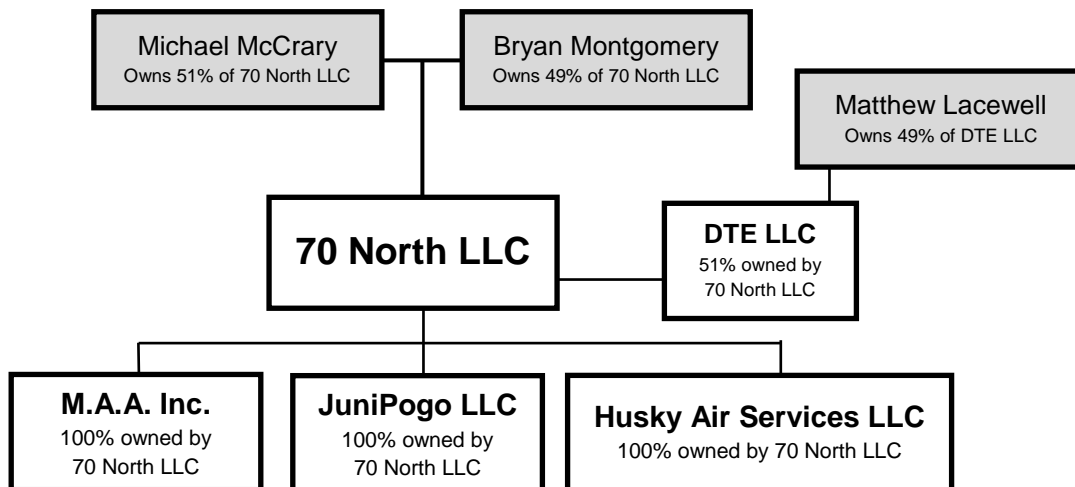 Michael McCrary
Owns 51% of 70 North LLC
Bryan Montgomery
Owns 49% of 70 North LLC
Matthew Lacewell
Owns 49% of DTE LLC
70 North LLC
DTE LLC
51% owned by
70 North LLC
M.A.A. Inc.
100% owned by
70 North LLC
JuniPogo LLC
100% owned by
70 North LLC
Husky Air Services LLC
100% owned by 70 North LLC